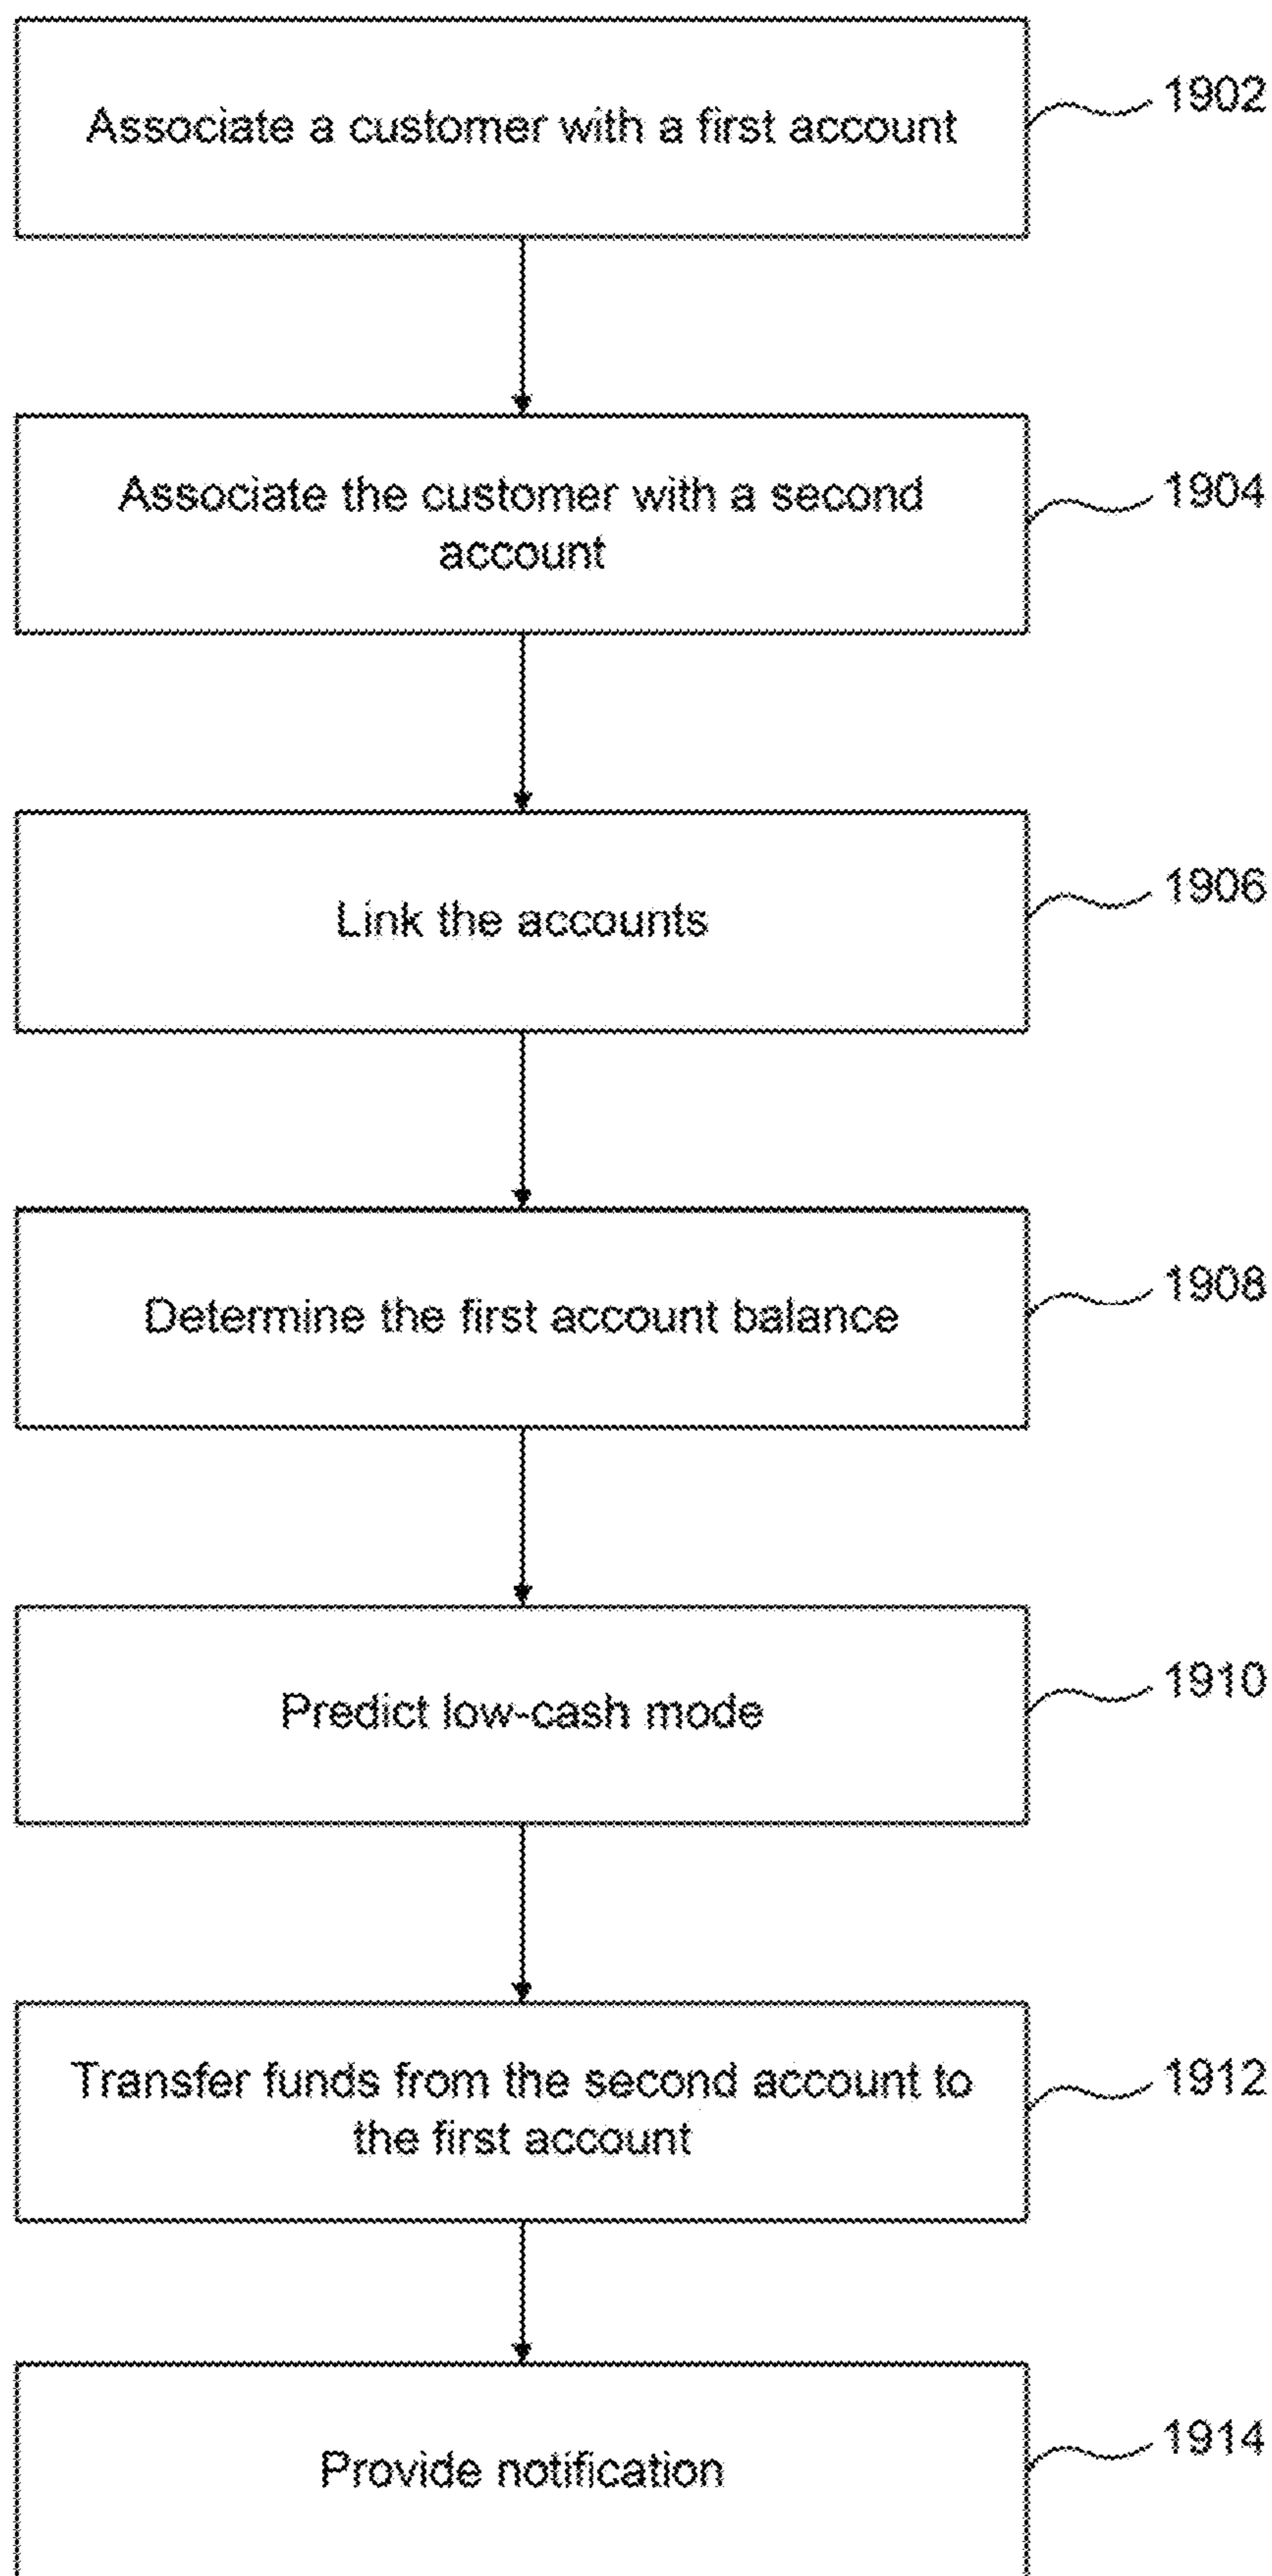 Associate a customer with a first account
1902
Associate the customer with a second
account
1904
Link the accounts
1906
Determine the first account balance
1908
Predict low-cash mode
1910
Transfer funds from the second account to
the first account
1912
Provide notification
1914